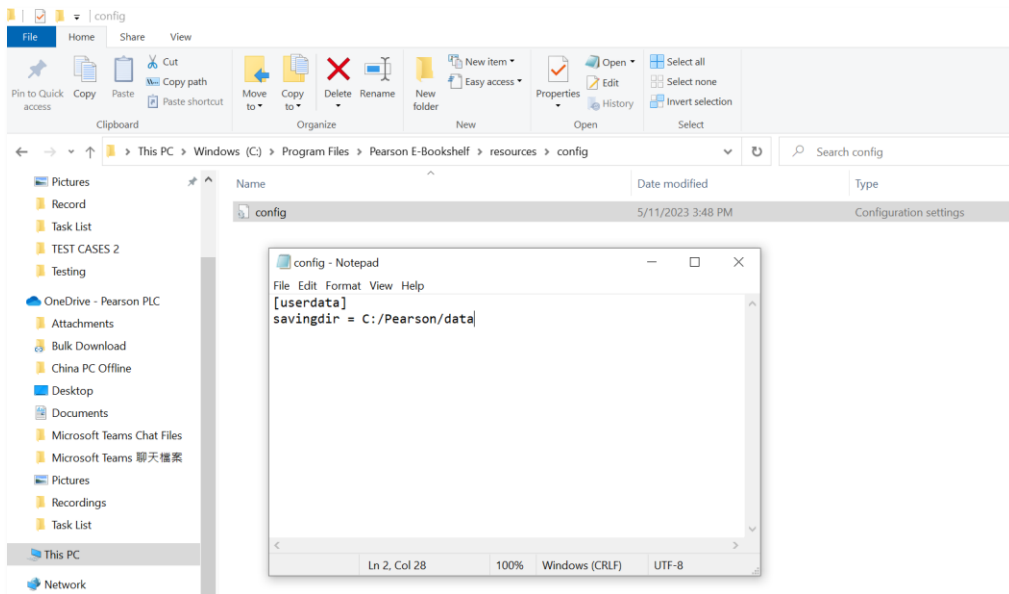 config
File Home Share View
Pin to Quick access
Copy
Paste
Cut
Copy path
Paste shortcut
Clipboard
Move to
Copy to
Delete
Rename
Organize
New folder
New item
Easy access
New
Properties
Open
Edit
History
Open
Select all
Select none
Invert selection
Select
This PC > Windows (C:) > Program Files > Pearson E-Bookshelf > resources > config
Search config
Name Date modified Type
config 5/11/2023 3:48 PM Configuration settings
Pictures
Record
Task List
TEST CASES 2
Testing
OneDrive - Pearson PLC
Attachments
Bulk Download
China PC Offline
Desktop
Documents
Microsoft Teams Chat Files
Microsoft Teams 聊天檔案
Pictures
Recordings
Task List
This PC
Network
config - Notepad
File Edit Format View Help
[userdata]
savingdir = C:/Pearson/data
Ln 2, Col 28 100% Windows (CRLF) UTF-8